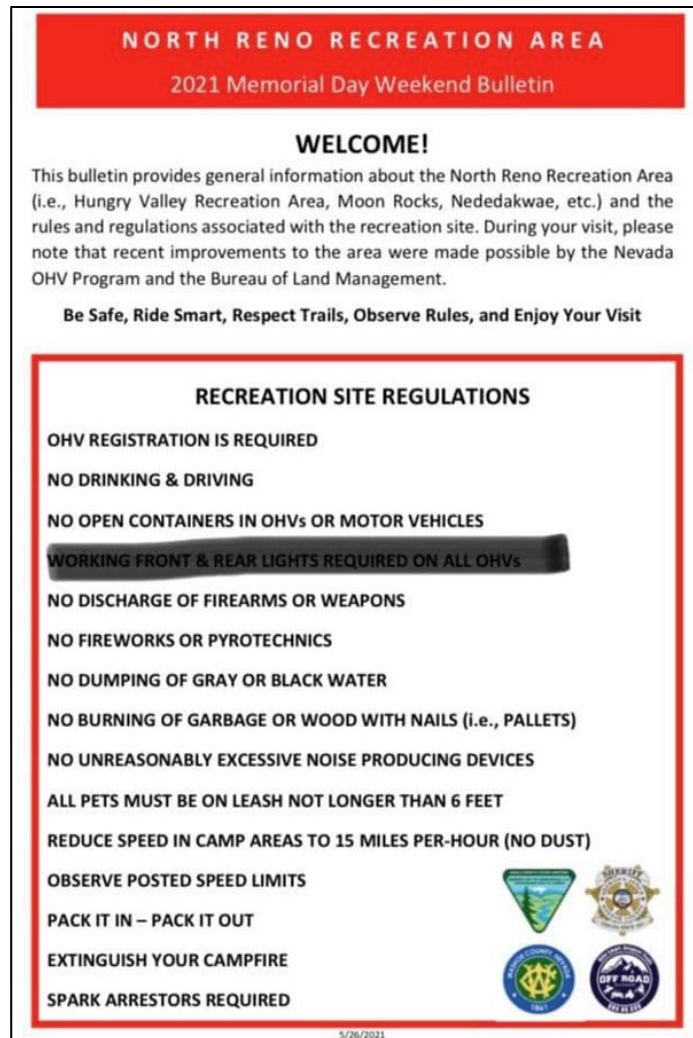 NORTH RENO RECREATION AREA
2021 Memorial Day Weekend Bulletin
WELCOME!
This bulletin provides general information about the North Reno Recreation Area
(i.e., Hungry Valley Recreation Area, Moon Rocks, Nededakwae, etc.) and the
rules and regulations associated with the recreation site. During your visit, please
note that recent improvements to the area were made possible by the Nevada
OHV Program and the Bureau of Land Management.
Be Safe, Ride Smart, Respect Trails, Observe Rules, and Enjoy Your Visit
RECREATION SITE REGULATIONS
OHV REGISTRATION IS REQUIRED
NO DRINKING & DRIVING
NO OPEN CONTAINERS IN OHVs OR MOTOR VEHICLES
WORKING FRONT & REAR LIGHTS REQUIRED ON ALL OHVs
NO DISCHARGE OF FIREARMS OR WEAPONS
NO FIREWORKS OR PYROTECHNICS
NO DUMPING OF GRAY OR BLACK WATER
NO BURNING OF GARBAGE OR WOOD WITH NAILS (i.e., PALLETS)
NO UNREASONABLY EXCESSIVE NOISE PRODUCING DEVICES
ALL PETS MUST BE ON LEASH NOT LONGER THAN 6 FEET
REDUCE SPEED IN CAMP AREAS TO 15 MILES PER-HOUR (NO DUST)
OBSERVE POSTED SPEED LIMITS
PACK IT IN – PACK IT OUT
EXTINGUISH YOUR CAMPFIRE
SPARK ARRESTORS REQUIRED
SHERIFF
WASHOE COUNTY, NEVADA
1861
OFF ROAD
5/26/2021